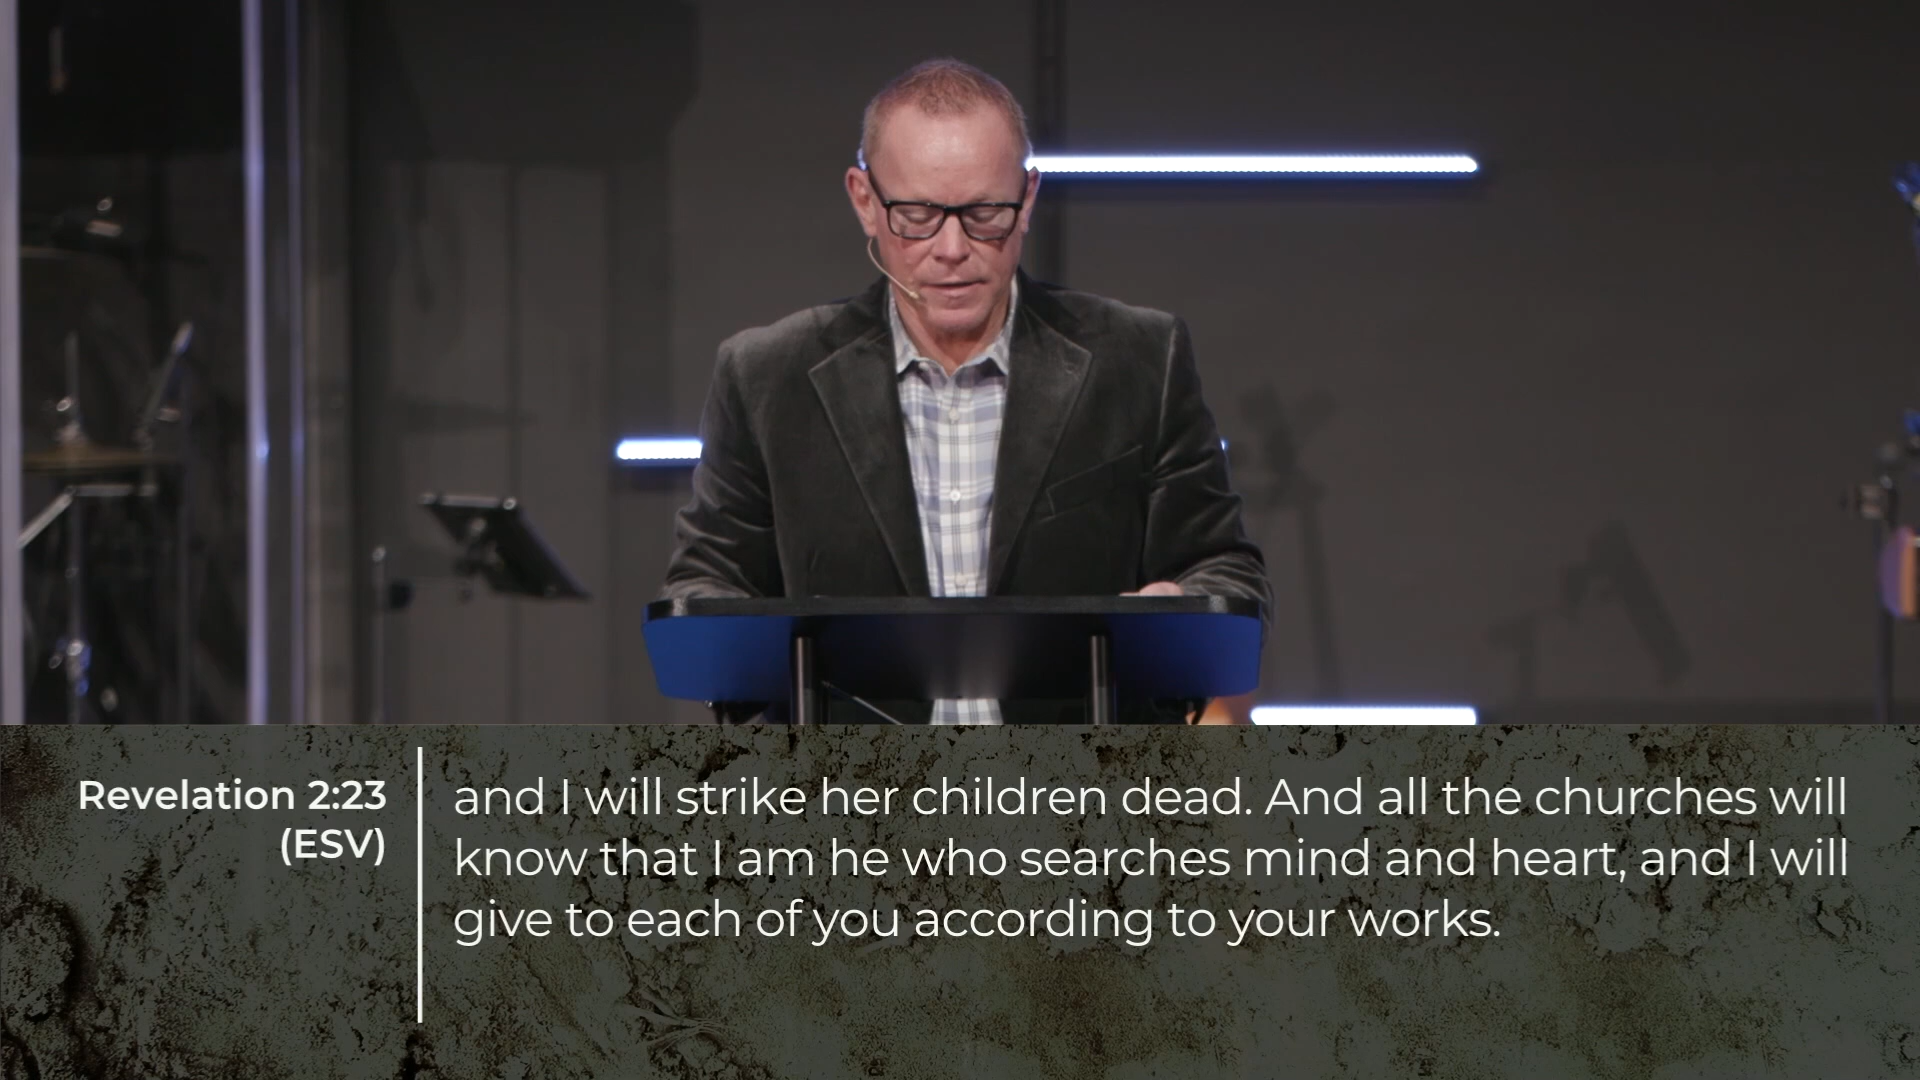 Revelation 2:23
(ESV)
and I will strike her children dead. And all the churches will
know that I am he who searches mind and heart, and I will
give to each of you according to your works.